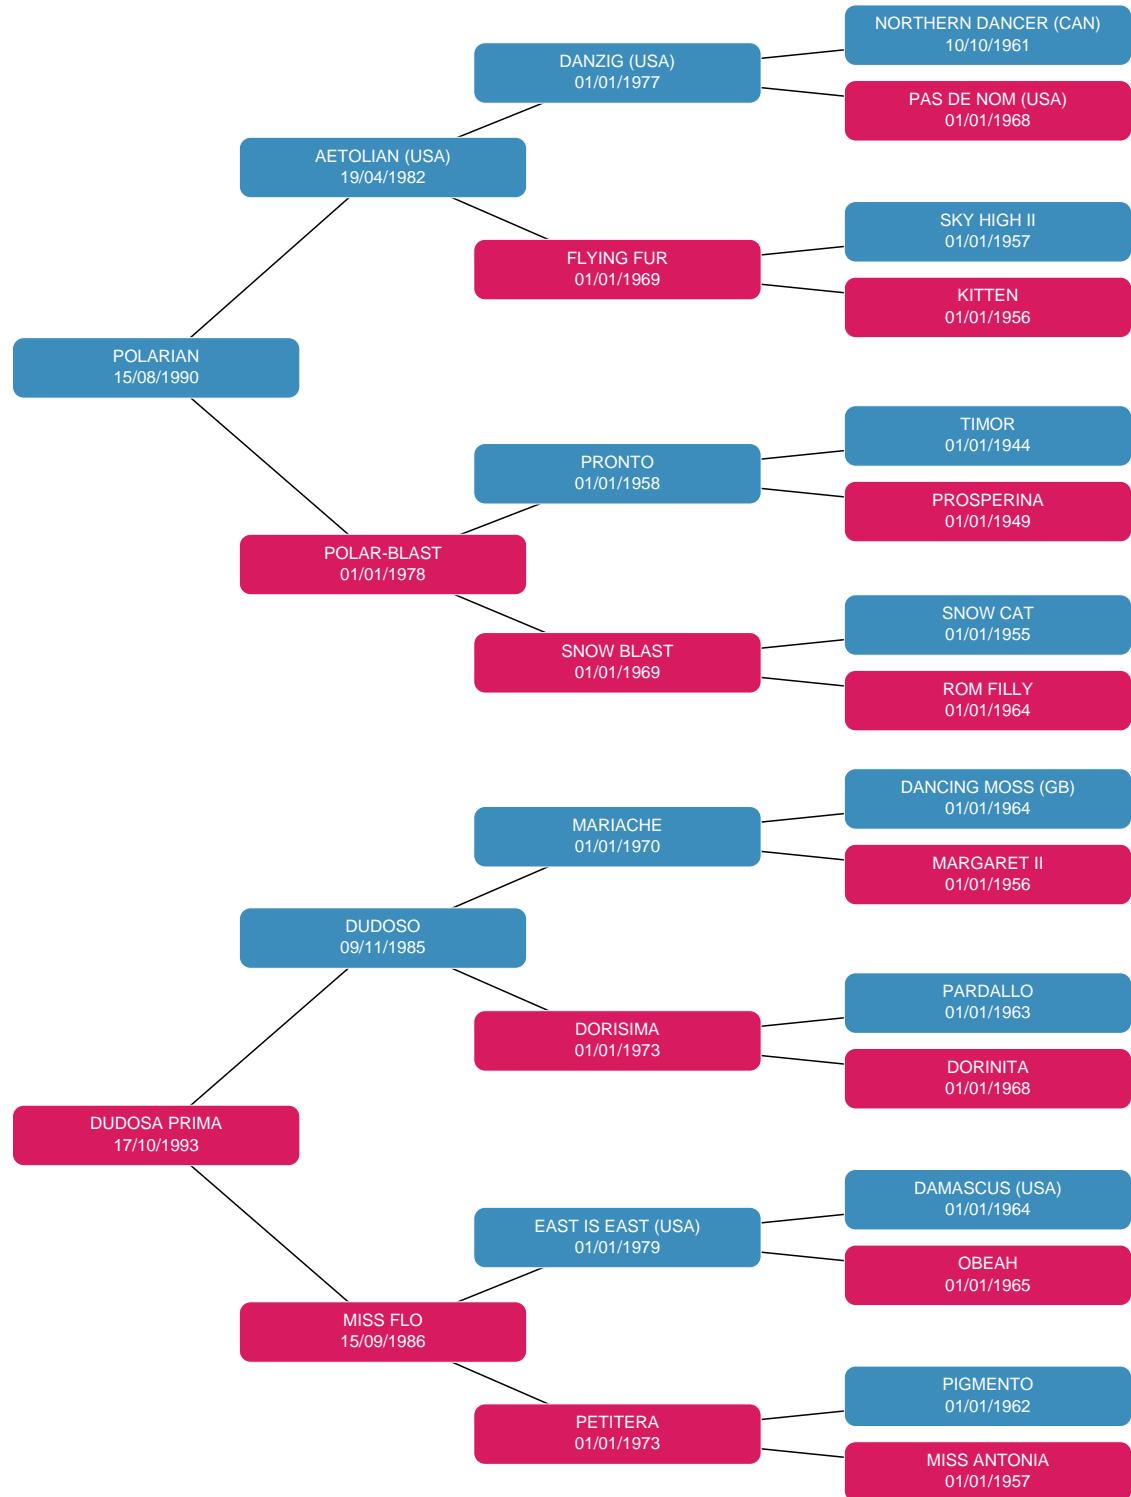 NORTHERN DANCER (CAN)
10/10/1961
DANZIG (USA)
01/01/1977
PAS DE NOM (USA)
01/01/1968
AETOLIAN (USA)
19/04/1982
SKY HIGH II
01/01/1957
FLYING FUR
01/01/1969
KITTEN
01/01/1956
POLARIAN
15/08/1990
TIMOR
01/01/1944
PRONTO
01/01/1958
PROSPERINA
01/01/1949
POLAR-BLAST
01/01/1978
SNOW CAT
01/01/1955
SNOW BLAST
01/01/1969
ROM FILLY
01/01/1964
DANCING MOSS (GB)
01/01/1964
MARIACHE
01/01/1970
MARGARET II
01/01/1956
DUDOSO
09/11/1985
PARDALLO
01/01/1963
DORISIMA
01/01/1973
DORINITA
01/01/1968
DUDOSA PRIMA
17/10/1993
DAMASCUS (USA)
01/01/1964
EAST IS EAST (USA)
01/01/1979
OBEAH
01/01/1965
MISS FLO
15/09/1986
PIGMENTO
01/01/1962
PETITERA
01/01/1973
MISS ANTONIA
01/01/1957